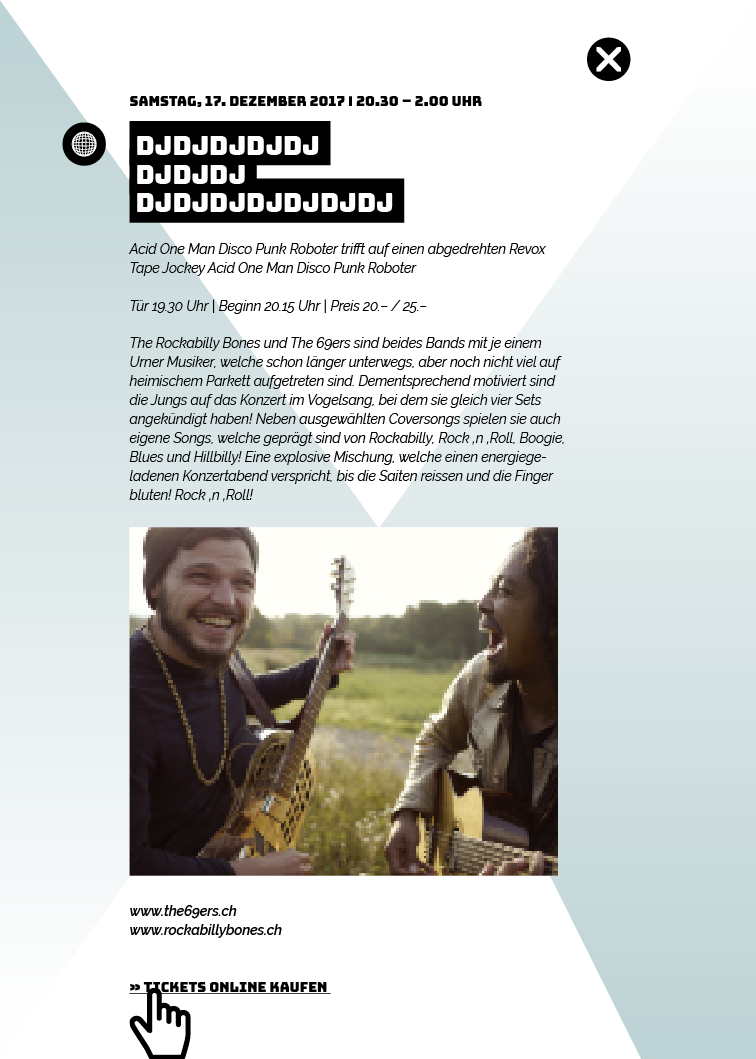 SAMSTAG, 17. DEZEMBER 2017 | 20.30 – 2.00 UHR
DJDJDJDJDJ
DJDJDJ
DJDJDJDJDJDJDJ
Acid One Man Disco Punk Roboter trifft auf einen abgedrehten Revox
Tape Jockey Acid One Man Disco Punk Roboter
Tür 19.30 Uhr | Beginn 20.15 Uhr | Preis 20.– / 25.–
The Rockabilly Bones und The 69ers sind beides Bands mit je einem
Urner Musiker, welche schon länger unterwegs, aber noch nicht viel auf
heimischem Parkett aufgetreten sind. Dementsprechend motiviert sind
die Jungs auf das Konzert im Vogelsang, bei dem sie gleich vier Sets
angekündigt haben! Neben ausgewählten Coversongs spielen sie auch
eigene Songs, welche geprägt sind von Rockabilly, Rock ‚n ‚Roll, Boogie,
Blues und Hillbilly! Eine explosive Mischung, welche einen energiege-
ladenen Konzertabend verspricht, bis die Saiten reissen und die Finger
bluten! Rock ‚n ‚Roll!
www.the69ers.ch
www.rockabillybones.ch
» TICKETS ONLINE KAUFEN